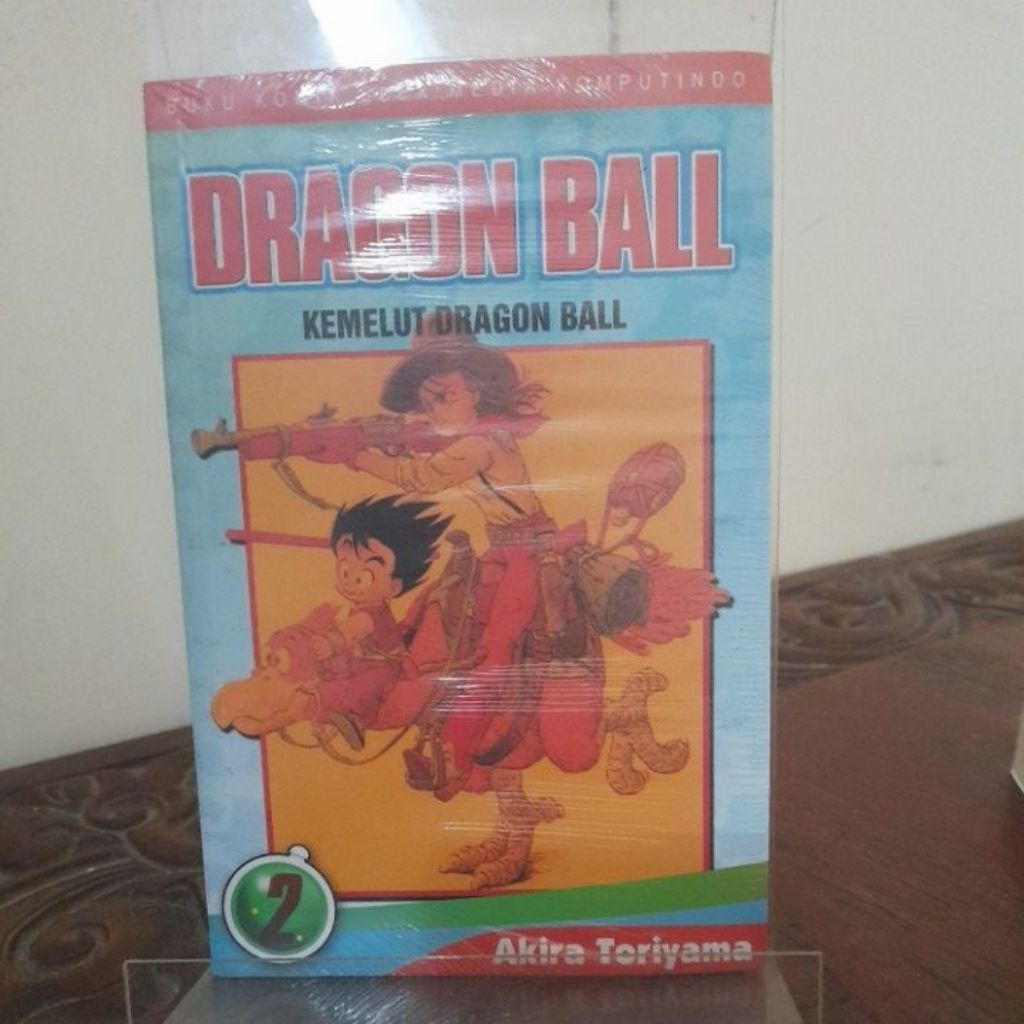 BUKU KOMIK ELEX MEDIA KOMPUTINDO
DRAGON BALL
KEMELUT DRAGON BALL
2
Akira Toriyama